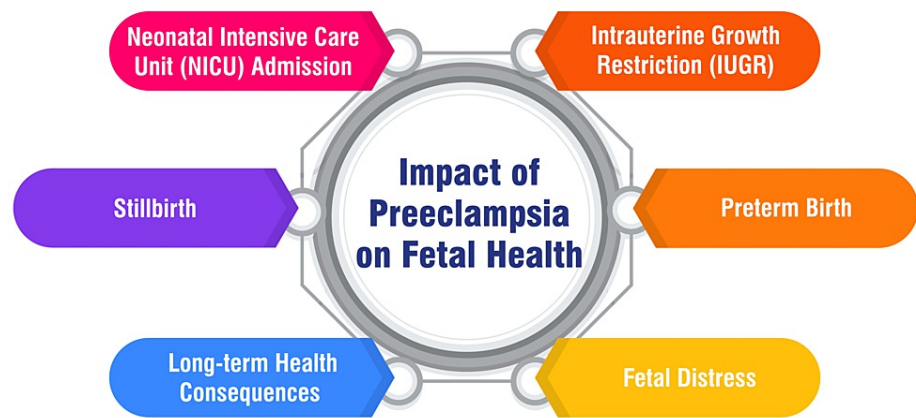 Impact of
Preeclampsia
on Fetal Health
Neonatal Intensive Care
Unit (NICU) Admission
Intrauterine Growth
Restriction (IUGR)
Stillbirth
Preterm Birth
Long-term Health
Consequences
Fetal Distress